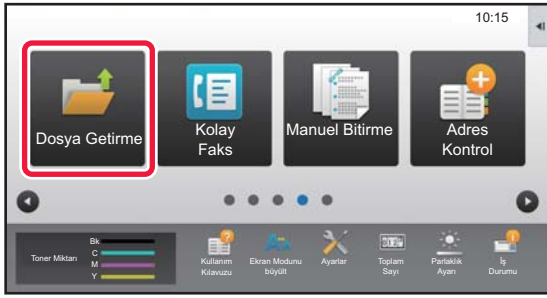 10:15
Dosya Getirme
Kolay
Faks
Manuel Bitirme
Adres
Kontrol
Toner Miktarı
Bk
C
M
Y
Kullanım
Kılavuzu
Ekran Modunu
büyült
Ayarlar
Toplam
Sayı
Parlaklık
Ayarı
İş
Durumu